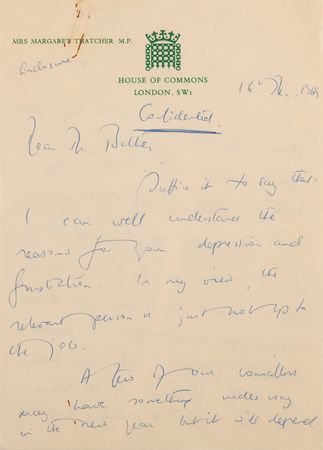 MRS MARGARET THATCHER M.P.
Enclosure.
HOUSE OF COMMONS
LONDON, SW1
16th Dec. 1969
Confidential
Dear Mr.
Suffice it to say that
I can well understand the
reasons for your depression and
frustration. In my view, the
relevant person is just not up to
the job.
A few of our councillors
may have something under way
in the new year but it will depend